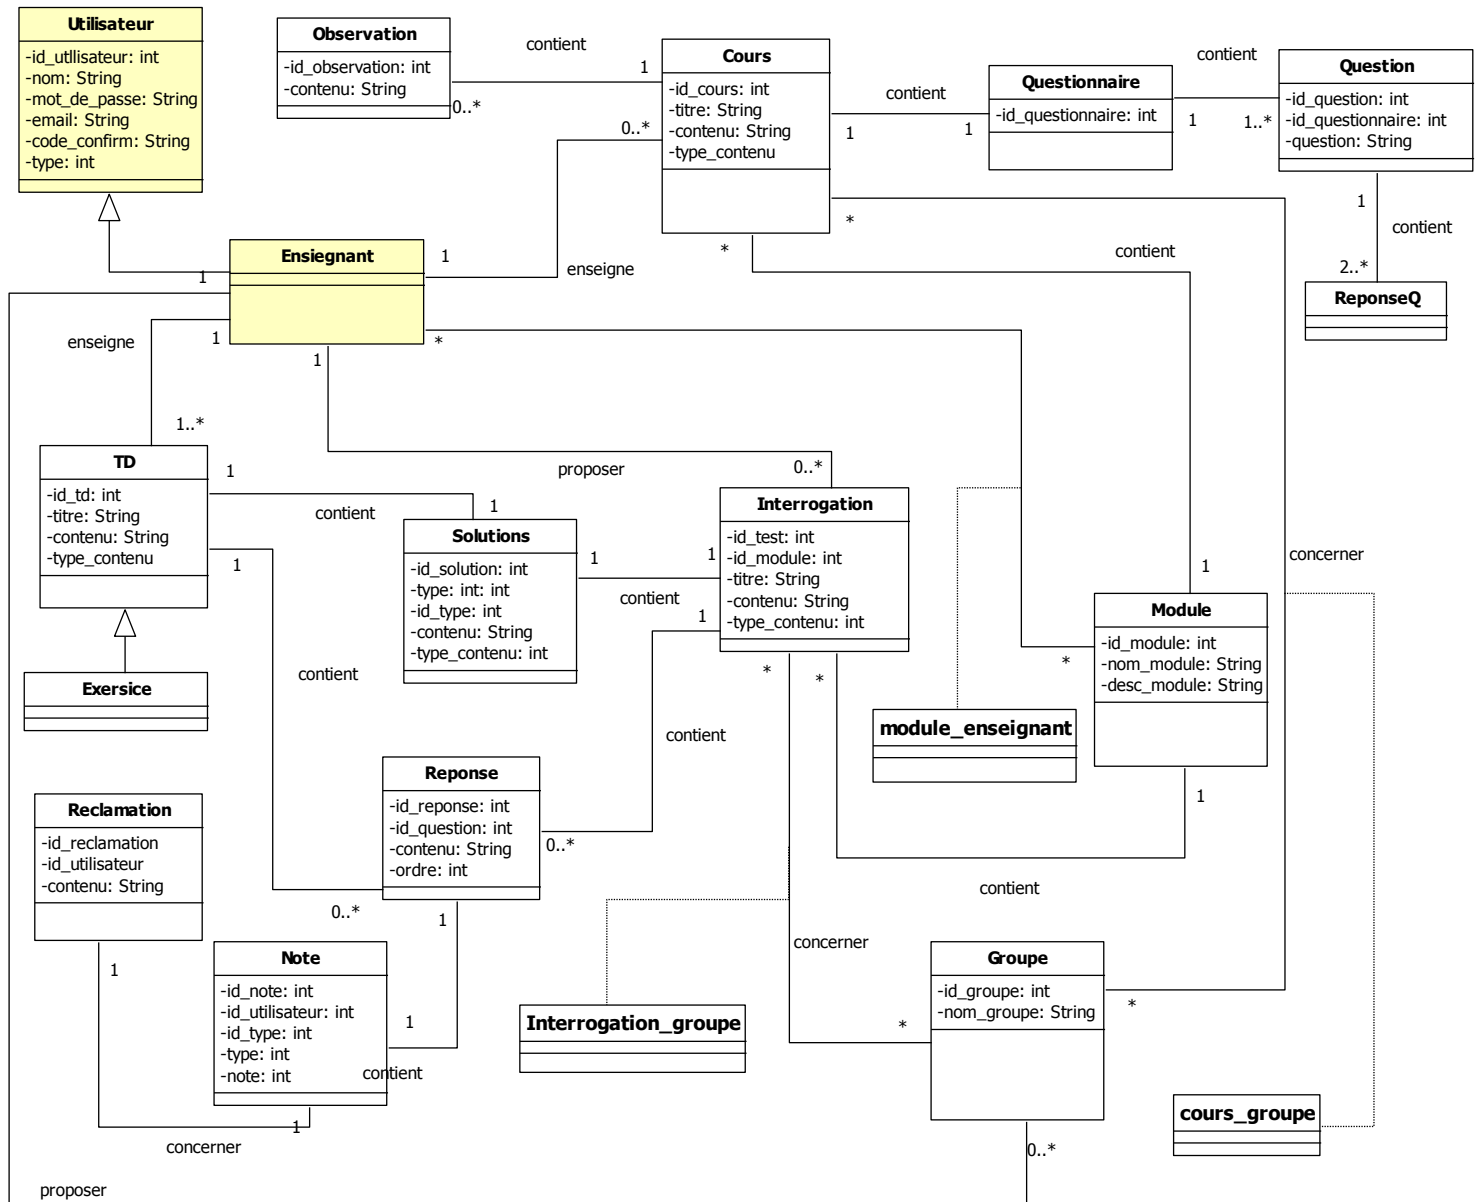 Utilisateur
-id_utllisateur: int
-nom: String
-mot_de_passe: String
-email: String
-code_confirm: String
-type: int
Observation
-id_observation: int
-contenu: String
contient
1
0..*
Cours
-id_cours: int
-titre: String
-contenu: String
-type_contenu
0..*
contient
1
1
Questionnaire
-id_questionnaire: int
contient
1
1..*
Question
-id_question: int
-id_questionnaire: int
-question: String
1
contient
2..*
ReponseQ
*
*
contient
Ensiegnant
1
1
enseigne
enseigne
1
1
*
1..*
TD
-id_td: int
-titre: String
-contenu: String
-type_contenu
1
contient
1
1
proposer
0..*
Solutions
-id_solution: int
-type: int: int
-id_type: int
-contenu: String
-type_contenu: int
1
1
contient
1
Interrogation
-id_test: int
-id_module: int
-titre: String
-contenu: String
-type_contenu: int
*
*
concerner
1
Module
-id_module: int
-nom_module: String
-desc_module: String
*
1
Exersice
contient
contient
module_enseignant
Reponse
-id_reponse: int
-id_question: int
-contenu: String
-ordre: int
0..*
0..*
1
Reclamation
-id_reclamation
-id_utilisateur
-contenu: String
1
contient
concerner
Note
-id_note: int
-id_utilisateur: int
-id_type: int
-type: int
-note: int
1
contient
1
concerner
Interrogation_groupe
*
Groupe
-id_groupe: int
-nom_groupe: String
*
0..*
cours_groupe
proposer